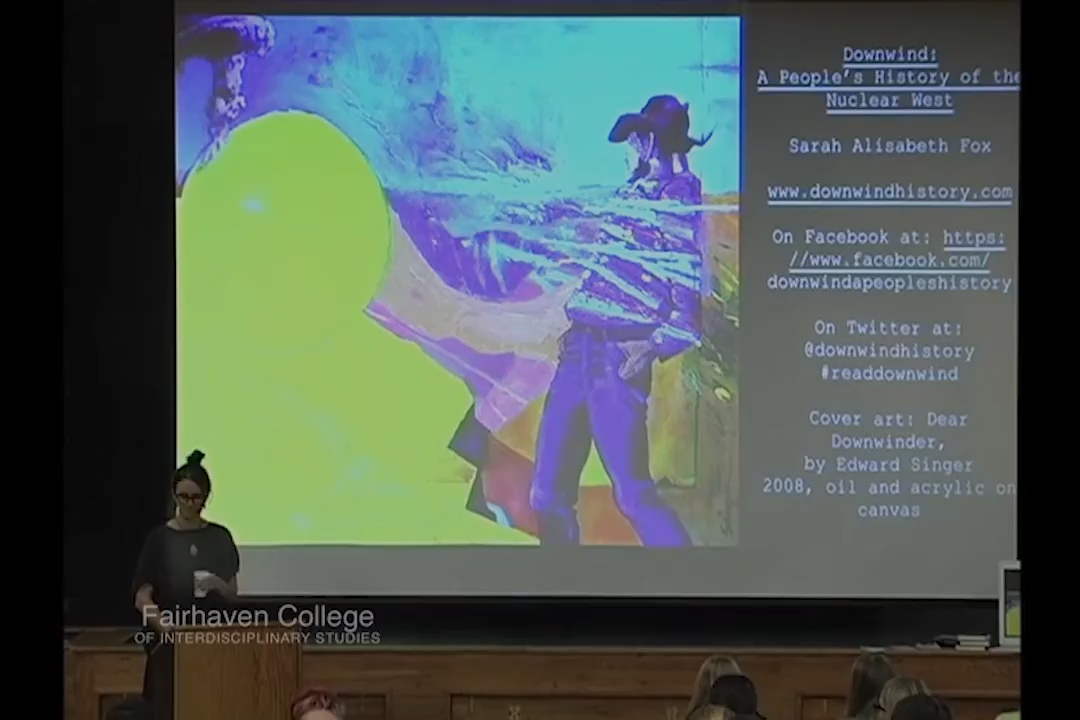 Downwind:
A People's History of the
Nuclear West
Sarah Alisabeth Fox
www.downwindhistory.com
On Facebook at: https:
//www.facebook.com/
downwindapeopleshistory
On Twitter at:
@downwindhistory
#readdownwind
Cover art: Dear
Downwinder,
by Edward Singer
2008, oil and acrylic on
canvas
Fairhaven College
OF INTERDISCIPLINARY STUDIES